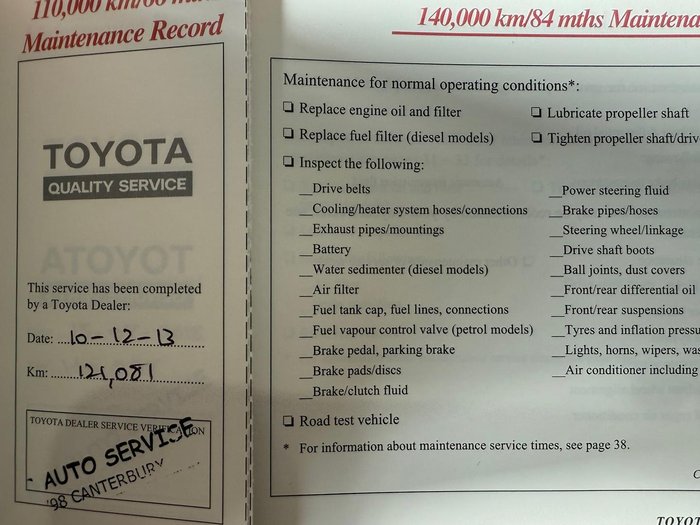 110,000 km/
Maintenance Record
TOYOTA
QUALITY SERVICE
This service has been completed
by a Toyota Dealer:
Date: 10-12-13
Km: 121,081
TOYOTA DEALER SERVICE VERIFICATION
AUTO SERVICE
'98 CANTERBURY
140,000 km/84 mths Maintena
Maintenance for normal operating conditions*:
❏ Replace engine oil and filter
❏ Replace fuel filter (diesel models)
❏ Inspect the following:
__Drive belts
__Cooling/heater system hoses/connections
__Exhaust pipes/mountings
__Battery
__Water sedimenter (diesel models)
__Air filter
__Fuel tank cap, fuel lines, connections
__Fuel vapour control valve (petrol models)
__Brake pedal, parking brake
__Brake pads/discs
__Brake/clutch fluid
❏ Road test vehicle
❏ Lubricate propeller shaft
❏ Tighten propeller shaft/driv
__Power steering fluid
__Brake pipes/hoses
__Steering wheel/linkage
__Drive shaft boots
__Ball joints, dust covers
__Front/rear differential oil
__Front/rear suspensions
__Tyres and inflation pressu
__Lights, horns, wipers, was
__Air conditioner including
* For information about maintenance service times, see page 38.
TOYOT